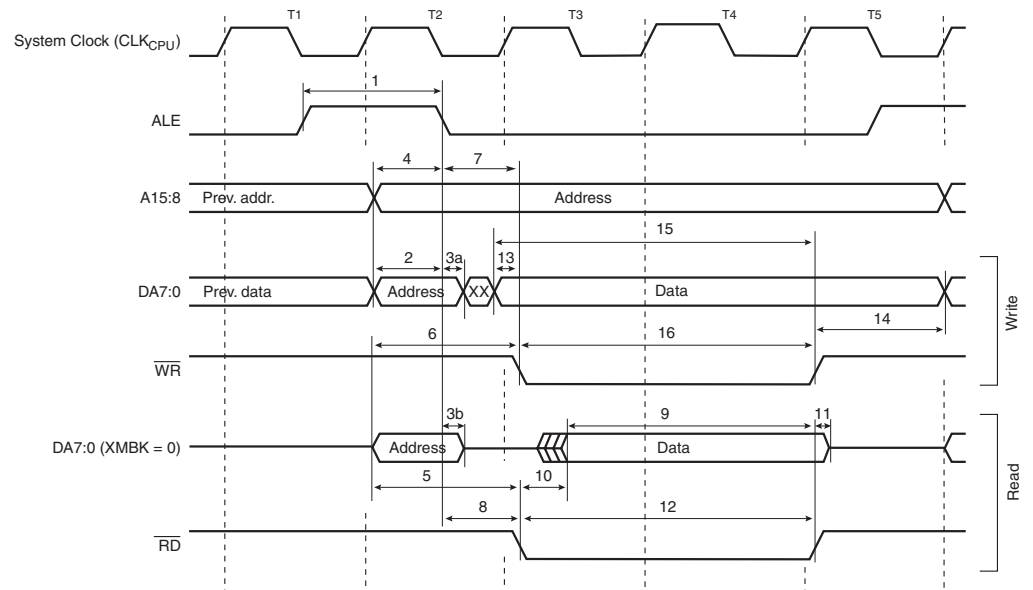 T1 T2 T3 T4 T5
System Clock (CLKCPU)
1
ALE
4 7
A15:8 Prev. addr. Address
15
2 3a 13
DA7:0 Prev. data Address XX Data
14
Write
6 16
WR
3b 9 11
DA7:0 (XMBK = 0) Address Data
5 10
Read
8 12
RD